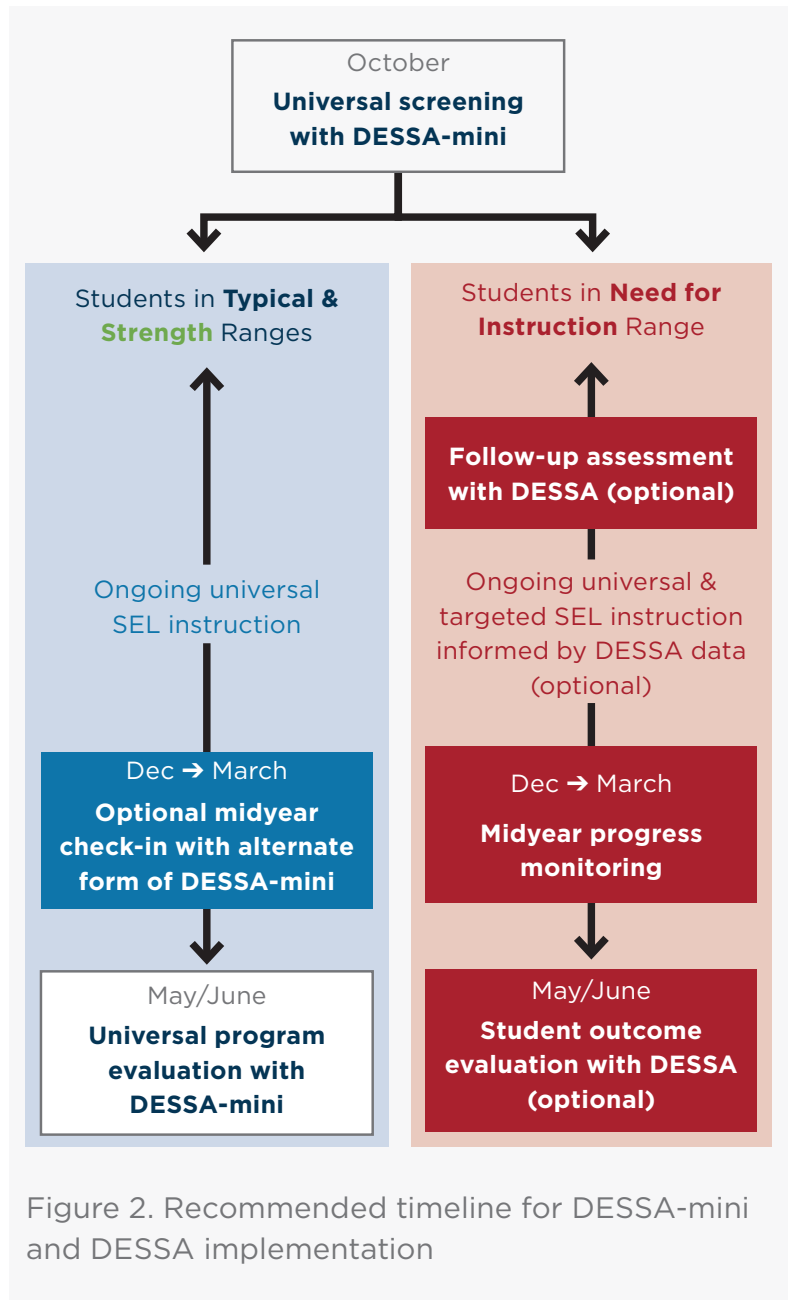 October
Universal screening
with DESSA-mini
Students in Typical &
Strength Ranges
Ongoing universal
SEL instruction
Dec ➔ March
Optional midyear
check-in with alternate
form of DESSA-mini
May/June
Universal program
evaluation with
DESSA-mini
Students in Need for
Instruction Range
Follow-up assessment
with DESSA (optional)
Ongoing universal &
targeted SEL instruction
informed by DESSA data
(optional)
Dec ➔ March
Midyear progress
monitoring
May/June
Student outcome
evaluation with DESSA
(optional)
Figure 2. Recommended timeline for DESSA-mini
and DESSA implementation